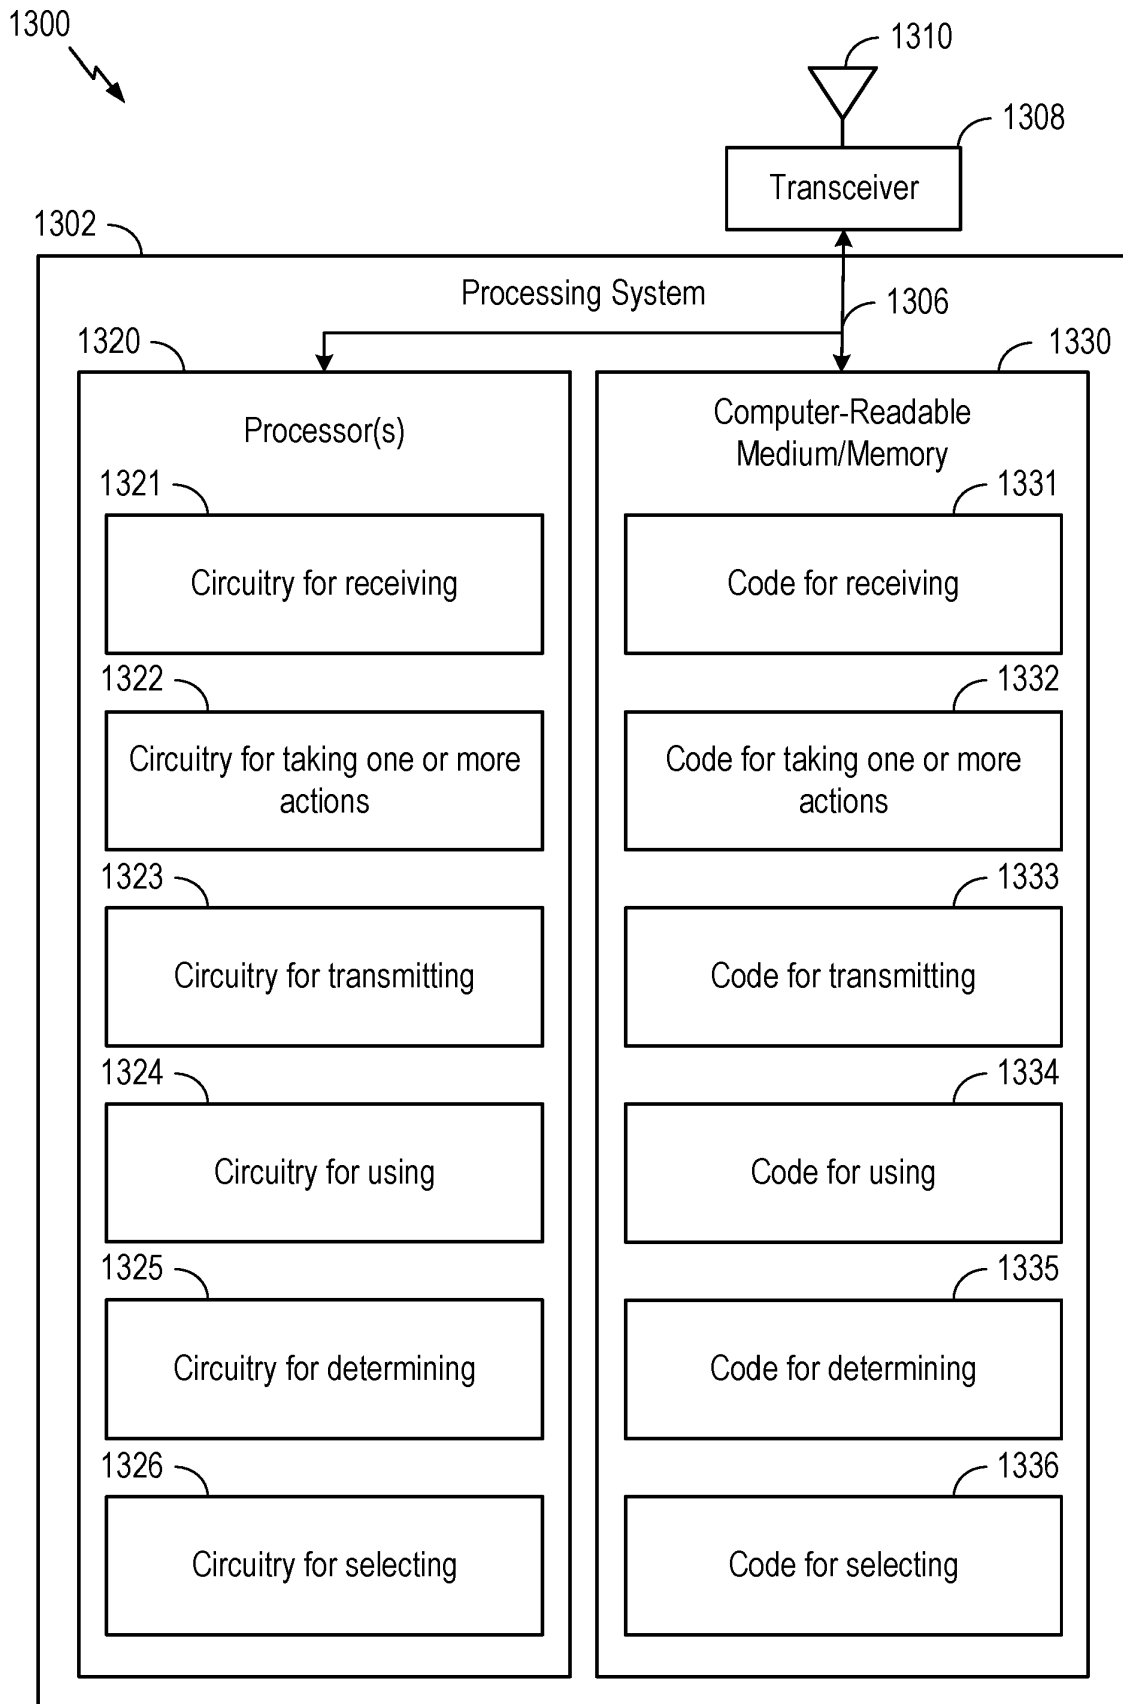 1300
1310
1308
Transceiver
1302
Processing System
1306
1320
1330
Processor(s)
Computer-Readable
Medium/Memory
1321
1331
Circuitry for receiving
Code for receiving
1322
1332
Circuitry for taking one or more
actions
Code for taking one or more
actions
1323
1333
Circuitry for transmitting
Code for transmitting
1324
1334
Circuitry for using
Code for using
1325
1335
Circuitry for determining
Code for determining
1326
1336
Circuitry for selecting
Code for selecting